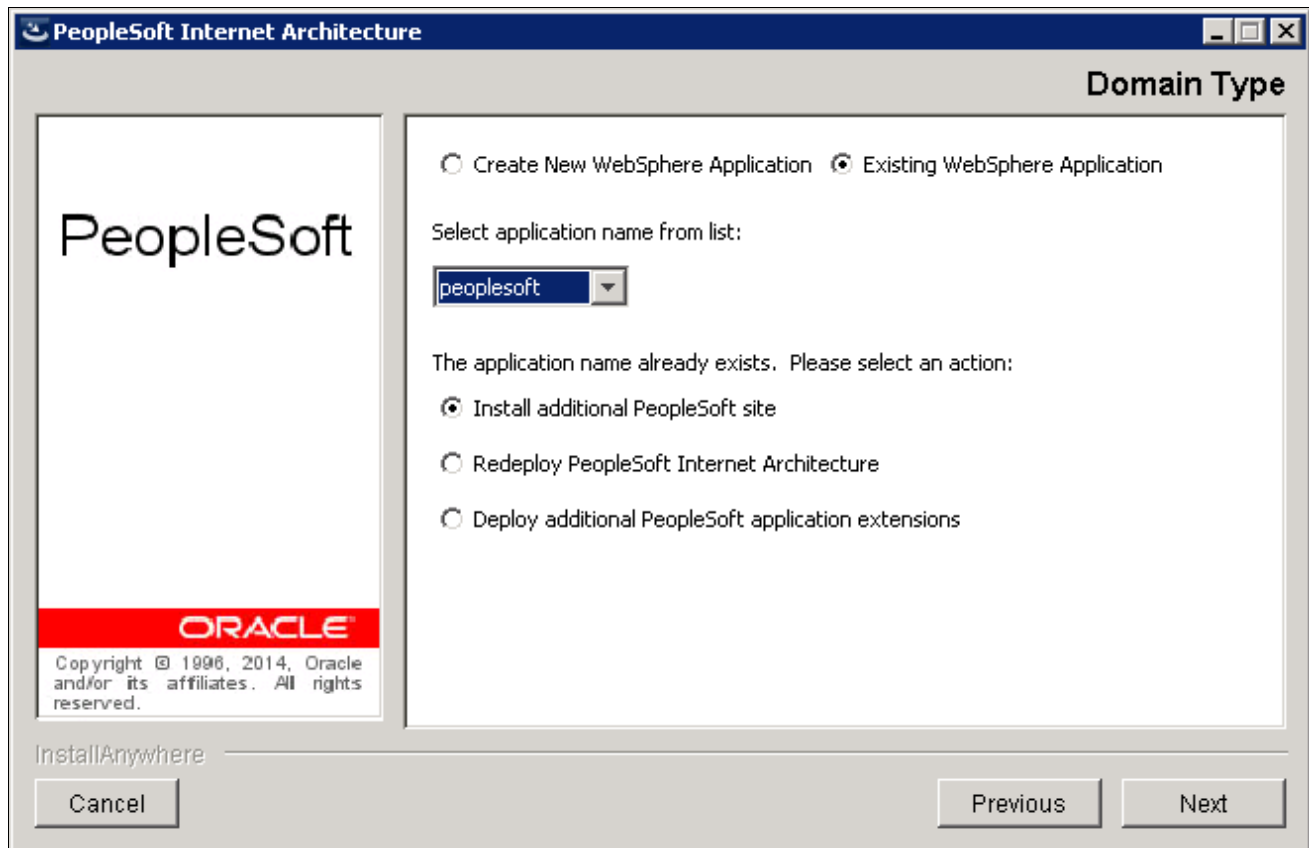 PeopleSoft Internet Architecture
Domain Type
PeopleSoft
ORACLE
Copyright © 1996, 2014, Oracle
and/or its affiliates. All rights
reserved.
Create New WebSphere Application Existing WebSphere Application
Select application name from list:
peoplesoft
The application name already exists. Please select an action:
Install additional PeopleSoft site
Redeploy PeopleSoft Internet Architecture
Deploy additional PeopleSoft application extensions
InstallAnywhere
Cancel Previous Next